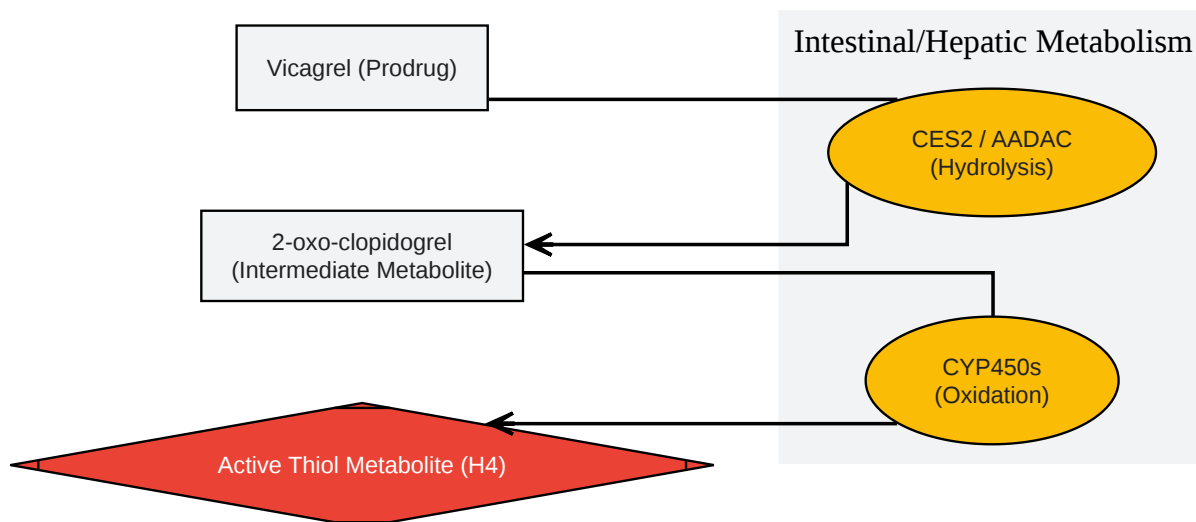 Intestinal/Hepatic Metabolism
Vicagrel (Prodrug)
CES2 / AADAC
(Hydrolysis)
2-oxo-clopidogrel
(Intermediate Metabolite)
CYP450s
(Oxidation)
Active Thiol Metabolite (H4)